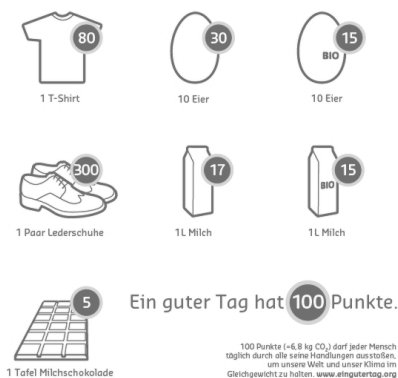 80
30
15
BIO
1 T-Shirt
10 Eier
10 Eier
300
17
15
BIO
1 Paar Lederschuhe
1L Milch
1L Milch
5
Ein guter Tag hat 100 Punkte.
100 Punkte (=6,8 kg CO₂) darf jeder Mensch
täglich durch alle seine Handlungen ausstoßen,
um unsere Welt und unser Klima im
Gleichgewicht zu halten. www.eingutertag.org
1 Tafel Milchschokolade